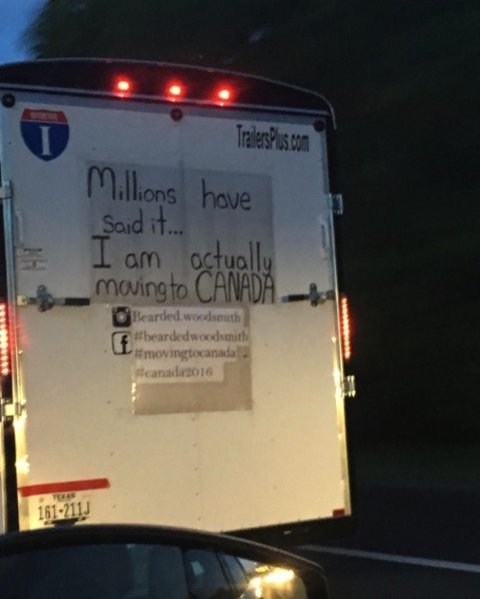 I
TrailersPlus.com
Millions have
Said it...
I am actually
moving to CANADA
Bearded.woodsmith
#beardedwoodsmith
#movingtocanada
#canada2016
TEXAS
161-211J